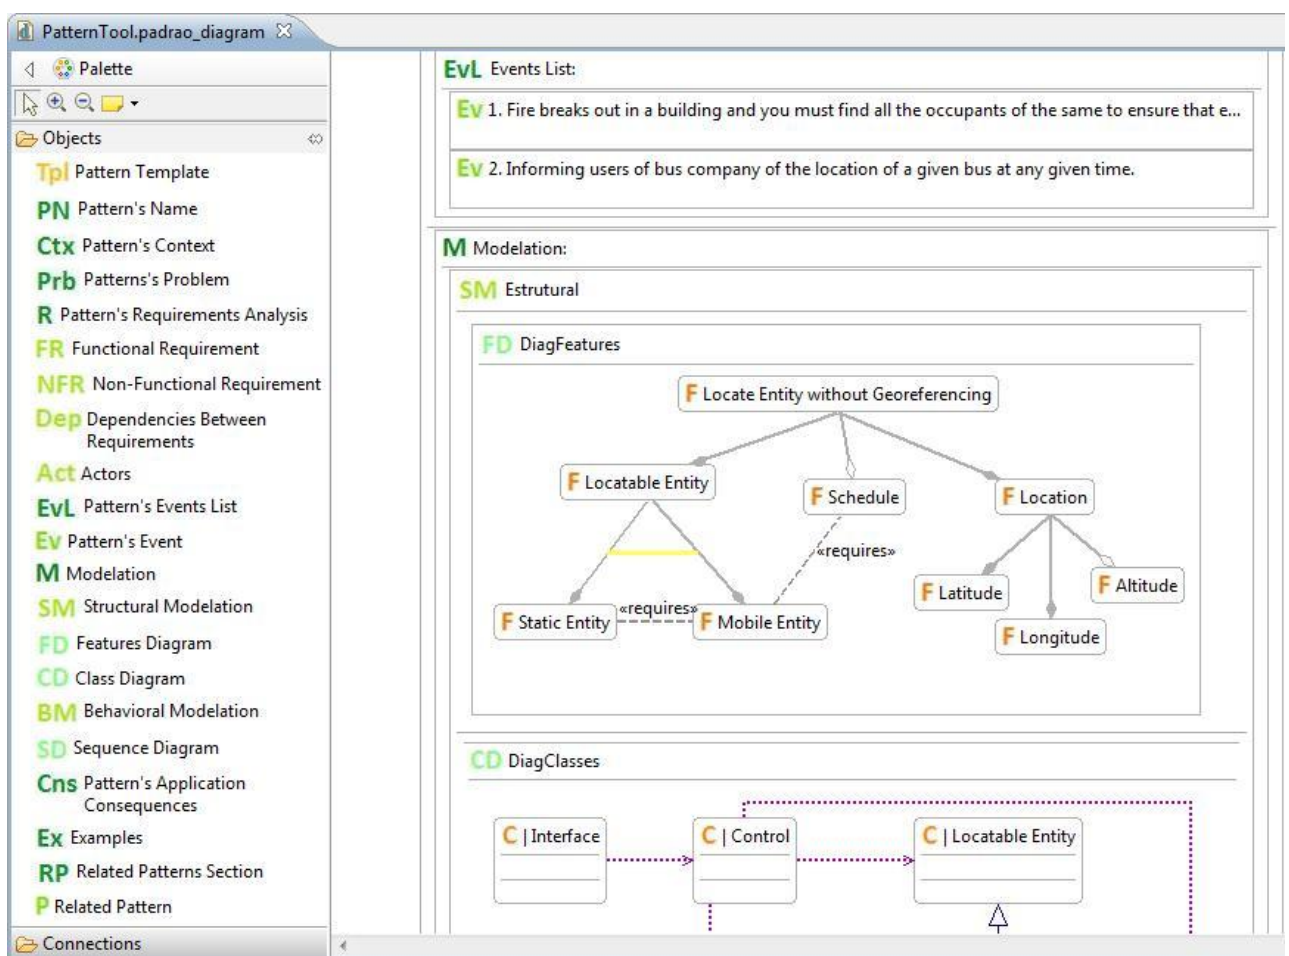 PatternTool.padrao_diagram
Palette
Objects
Tpl Pattern Template
PN Pattern's Name
Ctx Pattern's Context
Prb Patterns's Problem
R Pattern's Requirements Analysis
FR Functional Requirement
NFR Non-Functional Requirement
Dep Dependencies Between
Requirements
Act Actors
EvL Pattern's Events List
Ev Pattern's Event
M Modelation
SM Structural Modelation
FD Features Diagram
CD Class Diagram
BM Behavioral Modelation
SD Sequence Diagram
Cns Pattern's Application
Consequences
Ex Examples
RP Related Patterns Section
P Related Pattern
Connections
EvL Events List:
Ev 1. Fire breaks out in a building and you must find all the occupants of the same to ensure that e...
Ev 2. Informing users of bus company of the location of a given bus at any given time.
M Modelation:
SM Estrutural
FD DiagFeatures
F Locate Entity without Georeferencing
F Locatable Entity
F Schedule
F Location
«requires»
F Latitude
F Altitude
F Static Entity
«requires»
F Mobile Entity
F Longitude
CD DiagClasses
C | Interface
C | Control
C | Locatable Entity